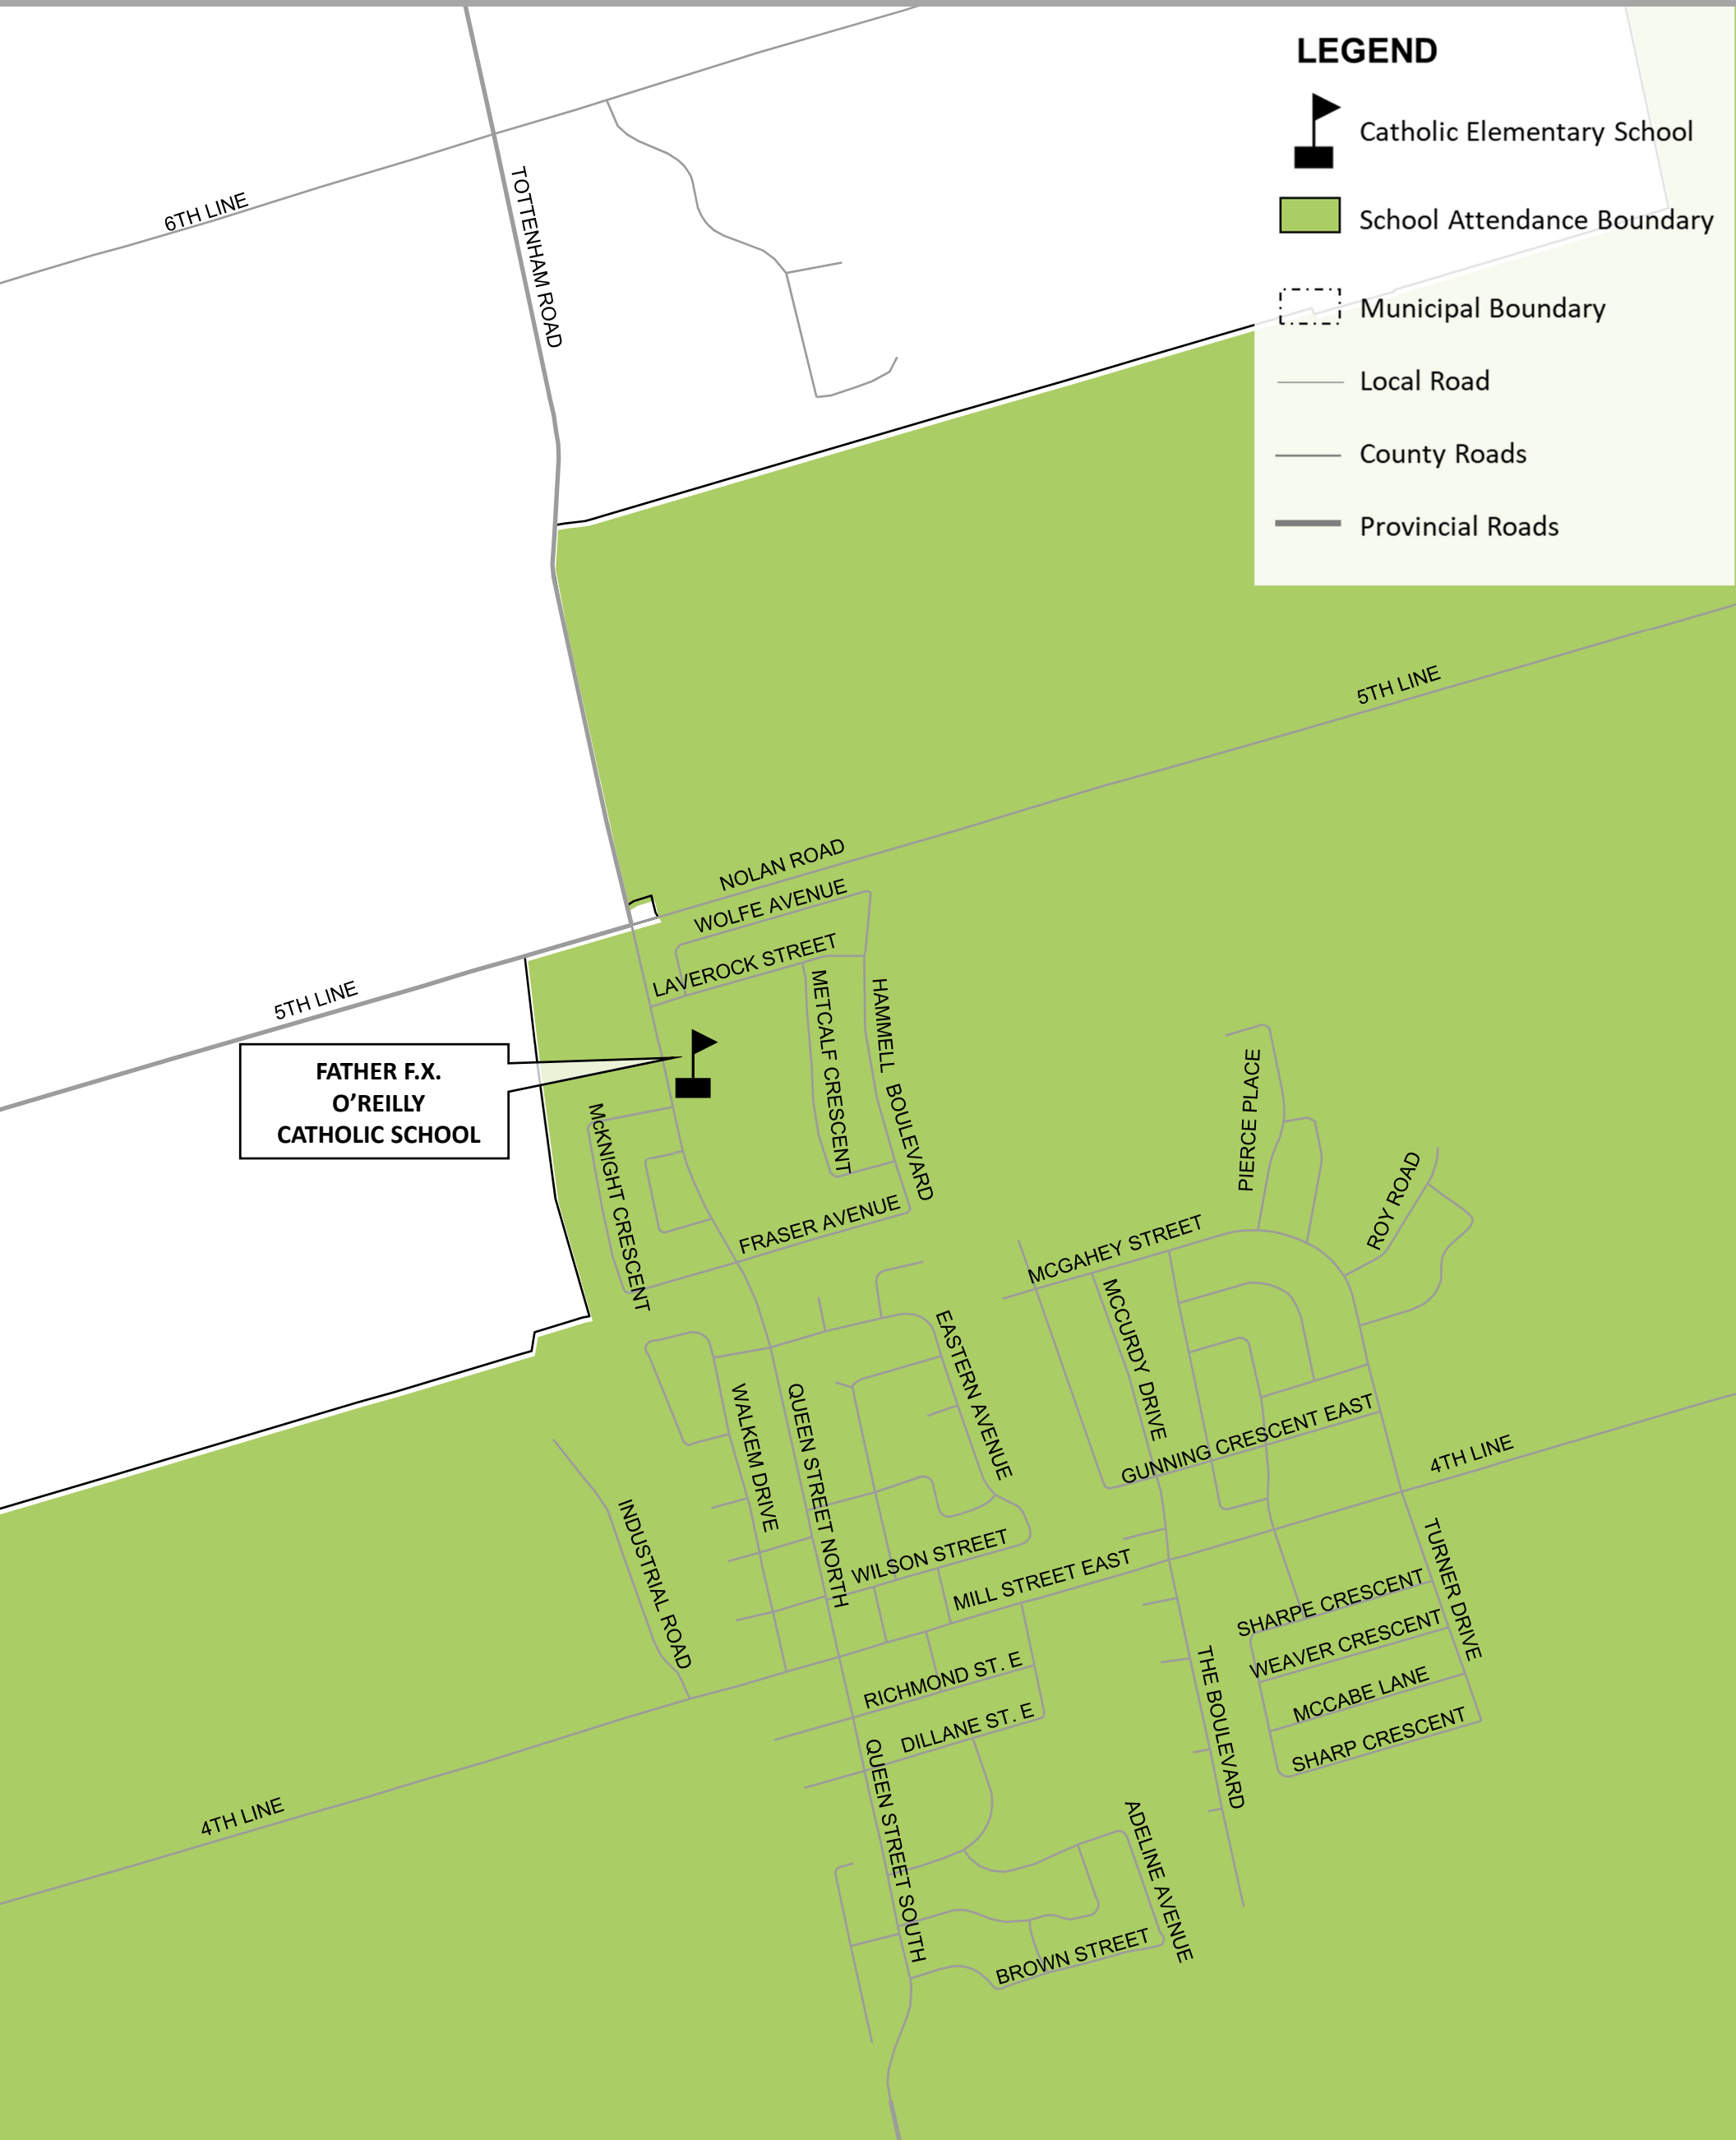 LEGEND
Catholic Elementary School
School Attendance Boundary
Municipal Boundary
Local Road
County Roads
Provincial Roads
6TH LINE
TOTTENHAM ROAD
5TH LINE
NOLAN ROAD
WOLFE AVENUE
LAVEROCK STREET
METCALF CRESCENT
HAMMELL BOULEVARD
5TH LINE
FATHER F.X.
O’REILLY
CATHOLIC SCHOOL
McKNIGHT CRESCENT
FRASER AVENUE
PIERCE PLACE
ROY ROAD
MCGAHEY STREET
MCCURDY DRIVE
EASTERN AVENUE
WALKEM DRIVE
QUEEN STREET NORTH
GUNNING CRESCENT EAST
4TH LINE
INDUSTRIAL ROAD
WILSON STREET
MILL STREET EAST
TURNER DRIVE
SHARPE CRESCENT
WEAVER CRESCENT
MCCABE LANE
SHARP CRESCENT
THE BOULEVARD
RICHMOND ST. E
DILLANE ST. E
QUEEN STREET SOUTH
4TH LINE
ADELINE AVENUE
BROWN STREET